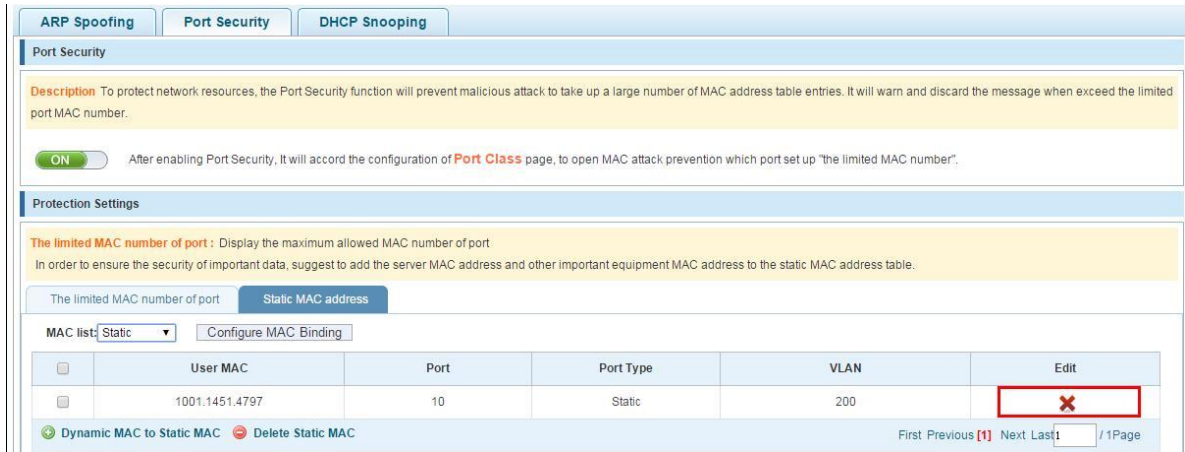 ARP Spoofing Port Security DHCP Snooping
Port Security
Description To protect network resources, the Port Security function will prevent malicious attack to take up a large number of MAC address table entries. It will warn and discard the message when exceed the limited
port MAC number.
ON After enabling Port Security, It will accord the configuration of Port Class page, to open MAC attack prevention which port set up "the limited MAC number".
Protection Settings
The limited MAC number of port : Display the maximum allowed MAC number of port
In order to ensure the security of important data, suggest to add the server MAC address and other important equipment MAC address to the static MAC address table.
The limited MAC number of port Static MAC address
MAC list: Static Configure MAC Binding
User MAC Port Port Type VLAN Edit
1001.1451.4797 10 Static 200
Dynamic MAC to Static MAC Delete Static MAC First Previous [1] Next Last 1 / 1Page